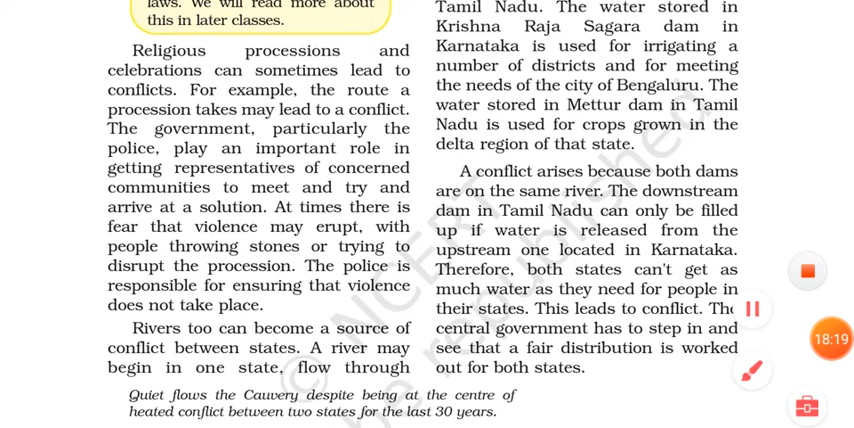 laws. We will read more about
this in later classes.
Religious processions and
celebrations can sometimes lead to
conflicts. For example, the route a
procession takes may lead to a conflict.
The government, particularly the
police, play an important role in
getting representatives of concerned
communities to meet and try and
arrive at a solution. At times there is
fear that violence may erupt, with
people throwing stones or trying to
disrupt the procession. The police is
responsible for ensuring that violence
does not take place.
Rivers too can become a source of
conflict between states. A river may
begin in one state, flow through
Tamil Nadu. The water stored in
Krishna Raja Sagara dam in
Karnataka is used for irrigating a
number of districts and for meeting
the needs of the city of Bengaluru. The
water stored in Mettur dam in Tamil
Nadu is used for crops grown in the
delta region of that state.
A conflict arises because both dams
are on the same river. The downstream
dam in Tamil Nadu can only be filled
up if water is released from the
upstream one located in Karnataka.
Therefore, both states can't get as
much water as they need for people in
their states. This leads to conflict. The
central government has to step in and
see that a fair distribution is worked
out for both states.
Quiet flows the Cauvery despite being at the centre of
heated conflict between two states for the last 30 years.
© NCERT
be republished
18:19